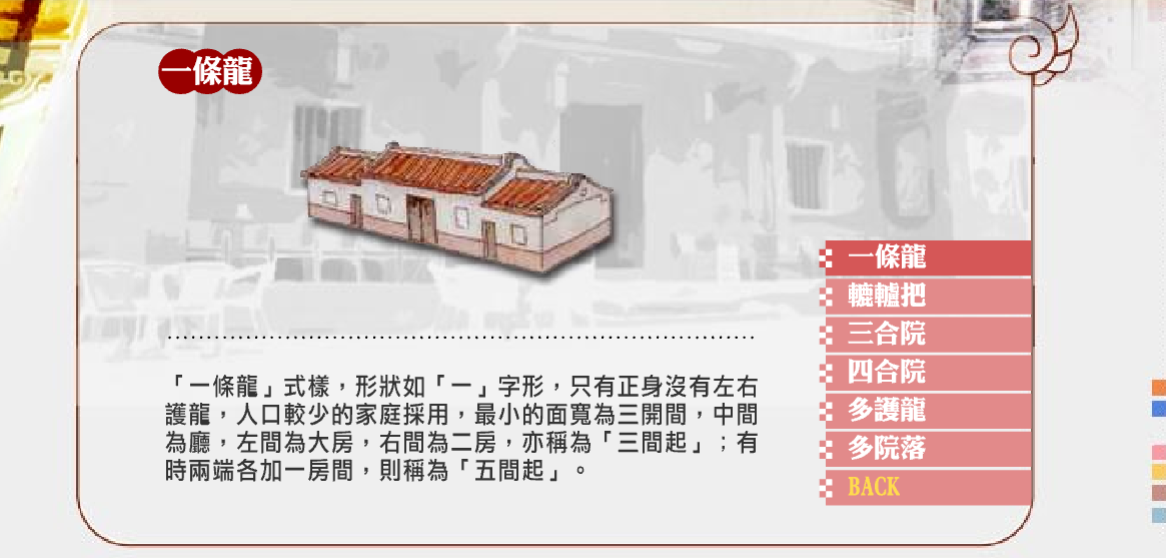 一條龍
「一條龍」式樣，形狀如「一」字形，只有正身沒有左右
護龍，人口較少的家庭採用，最小的面寬為三開間，中間
為廳，左間為大房，右間為二房，亦稱為「三間起」；有
時兩端各加一房間，則稱為「五間起」。
一條龍
轆轤把
三合院
四合院
多護龍
多院落
BACK